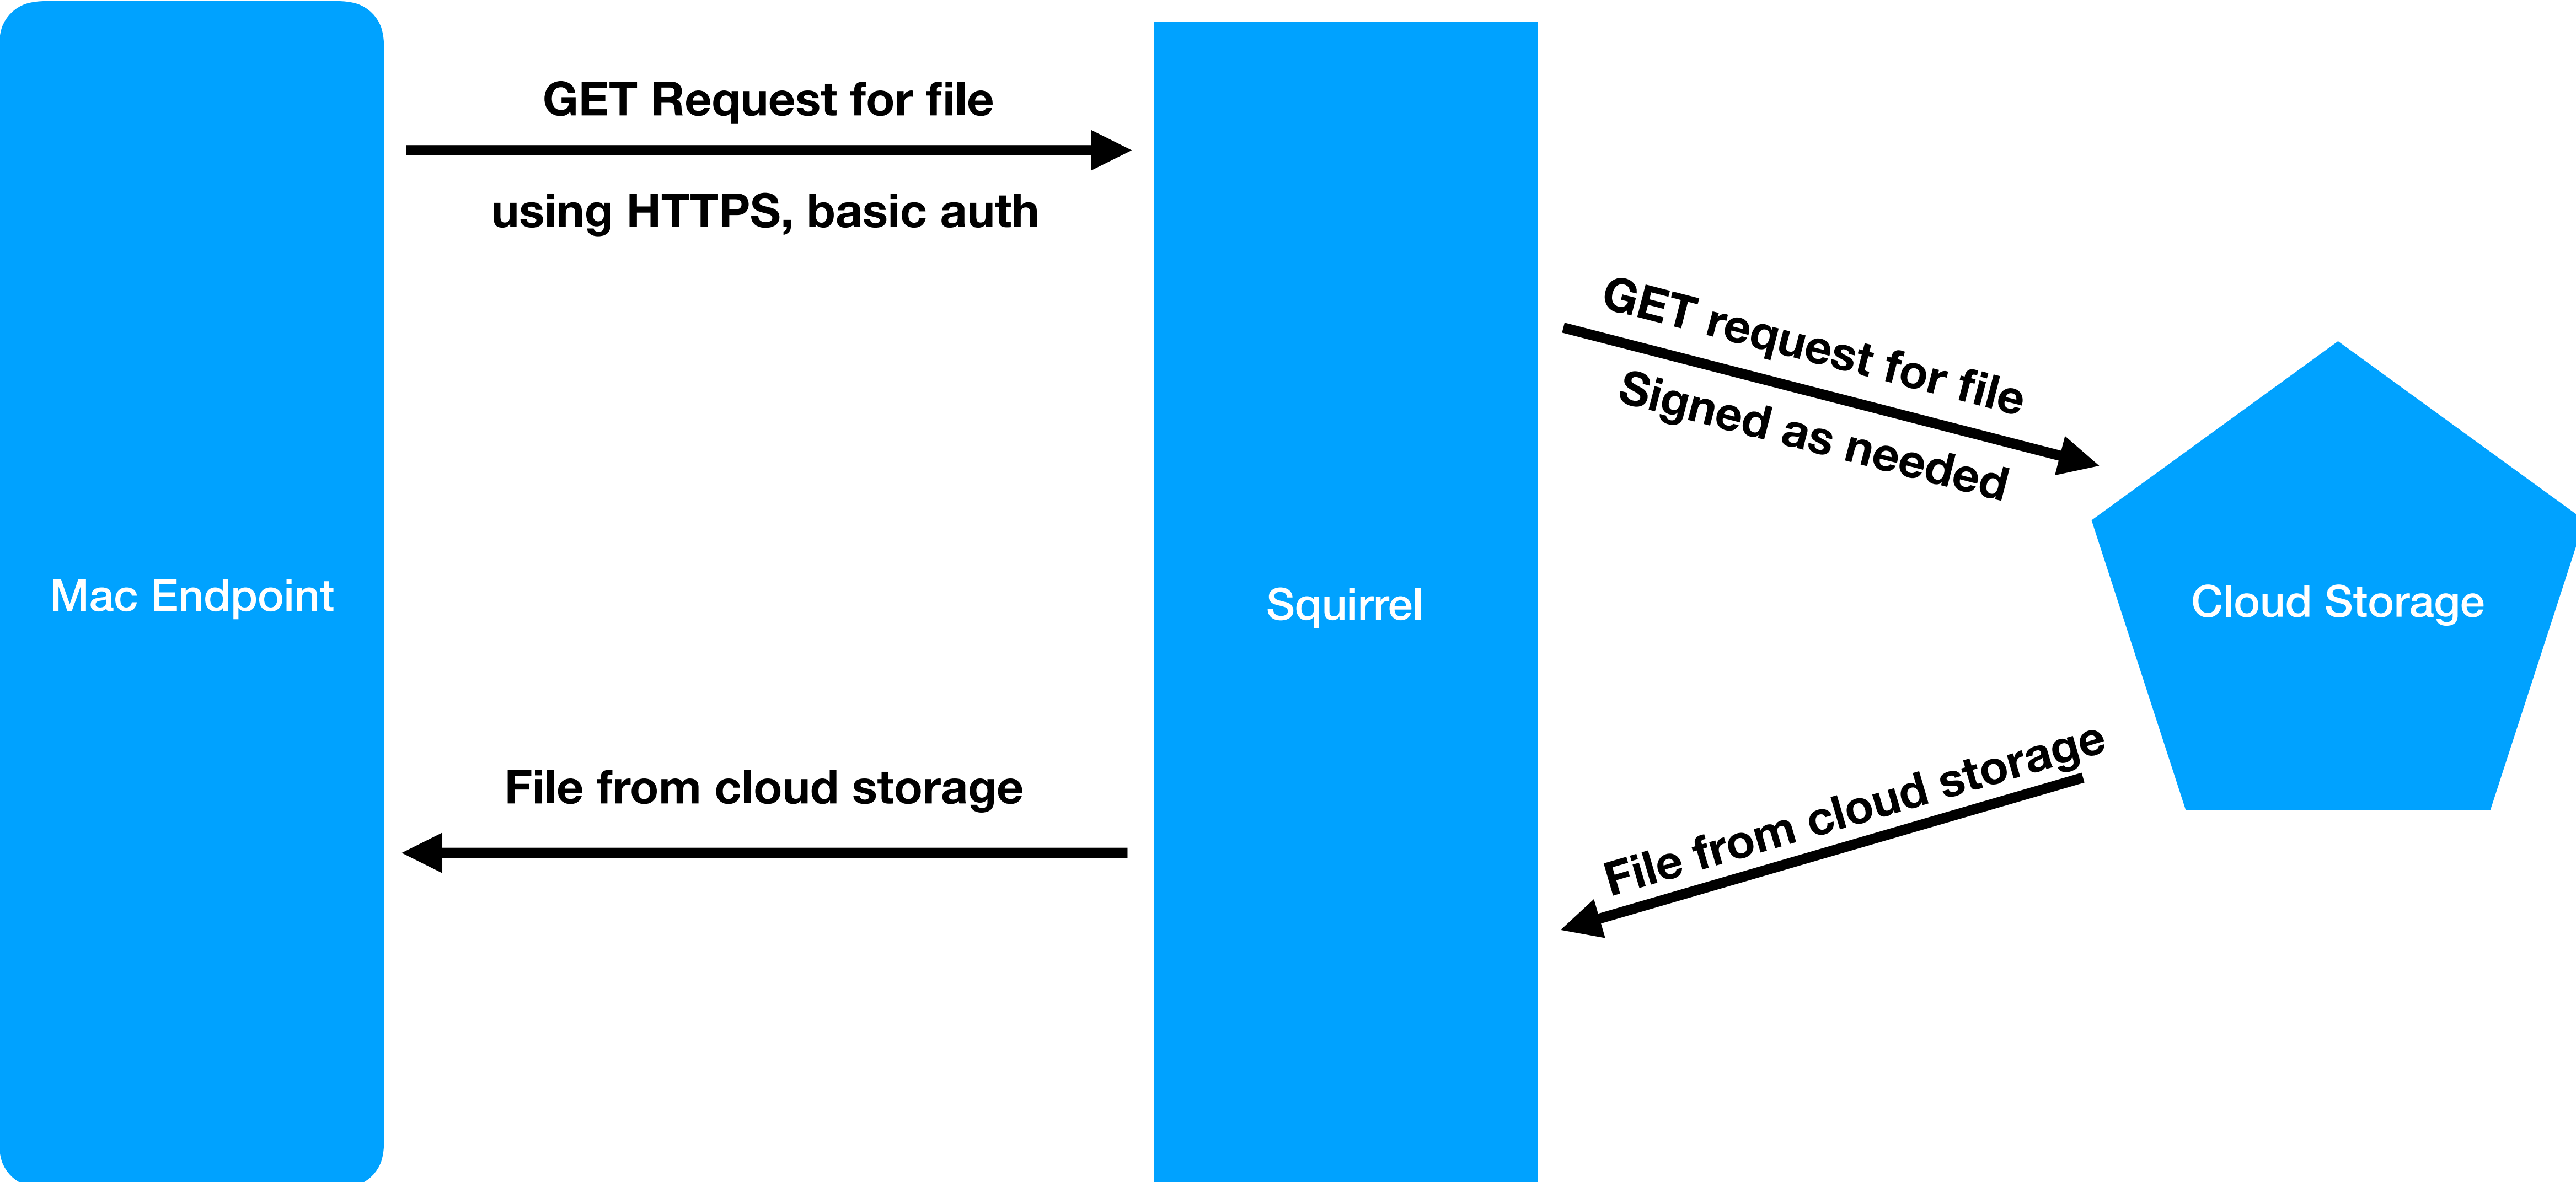 GET Request for file
using HTTPS, basic auth
GET request for file
Signed as needed
Mac Endpoint
Squirrel
Cloud Storage
File from cloud storage
File from cloud storage